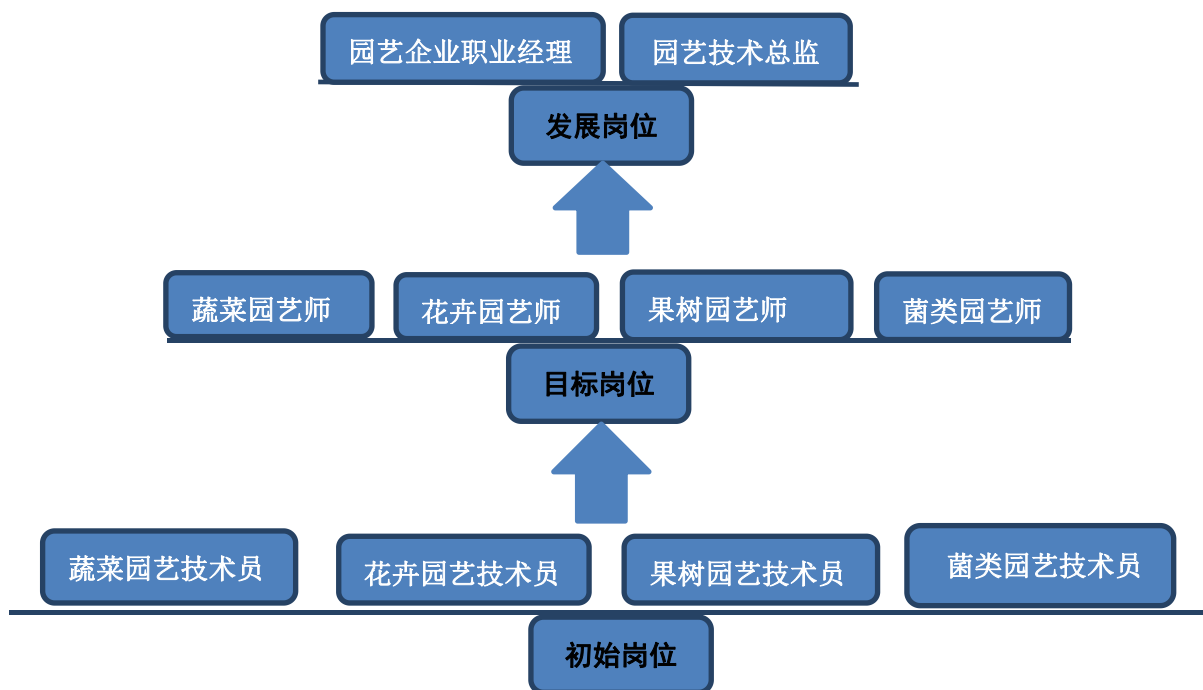 园艺企业职业经理 园艺技术总监
发展岗位
蔬菜园艺师 花卉园艺师 果树园艺师 菌类园艺师
目标岗位
蔬菜园艺技术员 花卉园艺技术员 果树园艺技术员 菌类园艺技术员
初始岗位